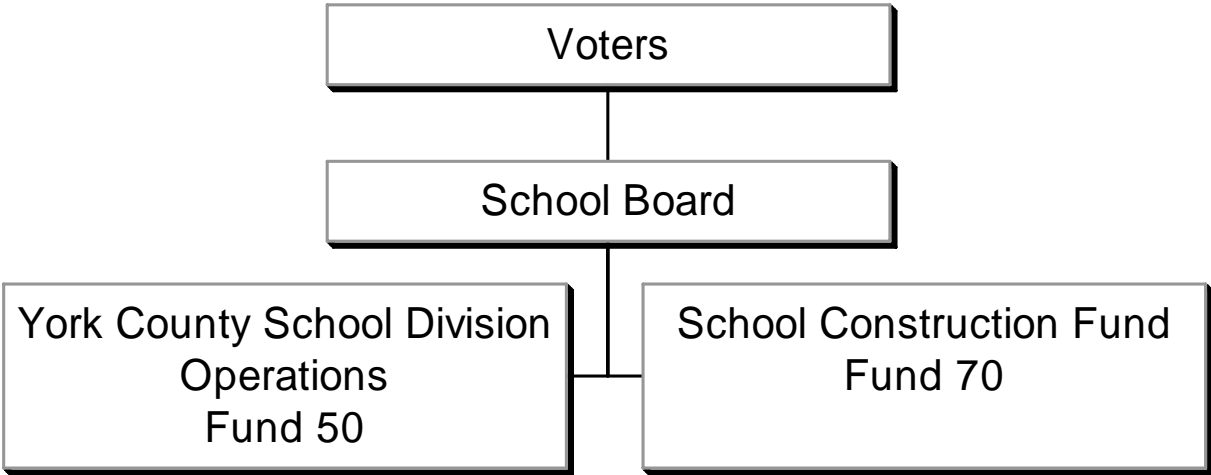 Voters
School Board
York County School Division
Operations
Fund 50
School Construction Fund
Fund 70